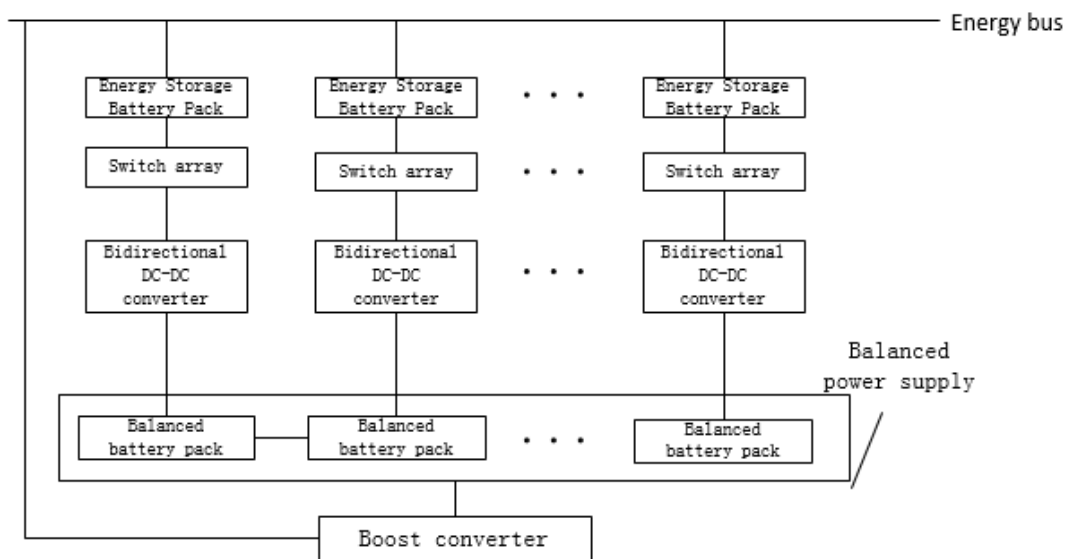 Energy bus
Energy Storage
Battery Pack
Energy Storage
Battery Pack
. . .
Energy Storage
Battery Pack
Switch array
Switch array
. . .
Switch array
Bidirectional
DC-DC
converter
Bidirectional
DC-DC
converter
. . .
Bidirectional
DC-DC
converter
Balanced
power supply
Balanced
battery pack
Balanced
battery pack
. . .
Balanced
battery pack
Boost converter